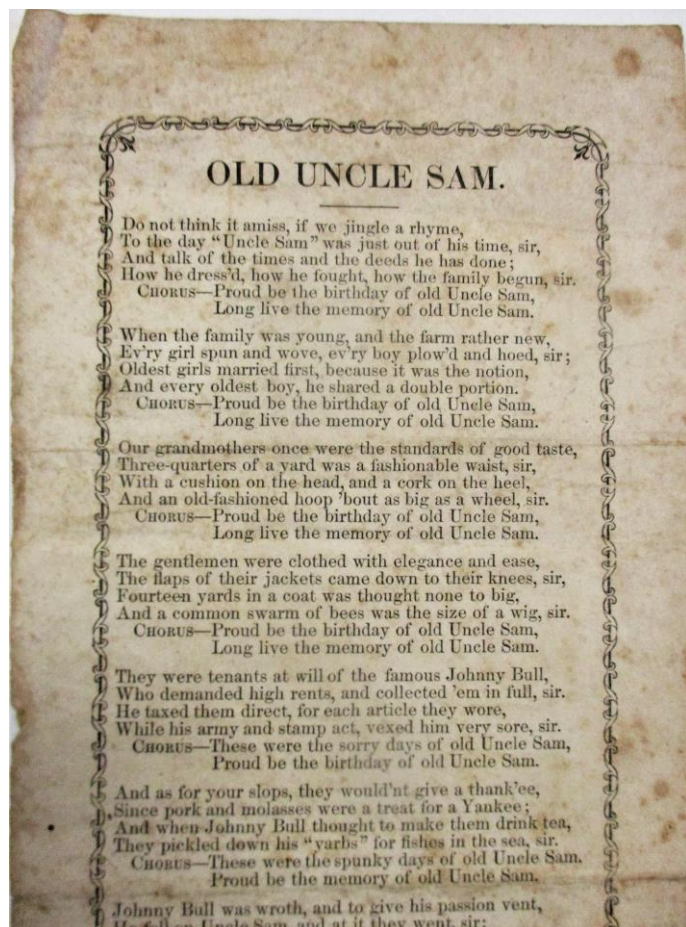 OLD UNCLE SAM.
Do not think it amiss, if we jingle a rhyme,
To the day "Uncle Sam" was just out of his time, sir,
And talk of the times and the deeds he has done;
How he dress'd, how he fought, how the family begun, sir.
CHORUS—Proud be the birthday of old Uncle Sam,
Long live the memory of old Uncle Sam.
When the family was young, and the farm rather new,
Ev'ry girl spun and wove, ev'ry boy plow'd and hoed, sir;
Oldest girls married first, because it was the notion,
And every oldest boy, he shared a double portion.
CHORUS—Proud be the birthday of old Uncle Sam,
Long live the memory of old Uncle Sam.
Our grandmothers once were the standards of good taste,
Three-quarters of a yard was a fashionable waist, sir,
With a cushion on the head, and a cork on the heel,
And an old-fashioned hoop 'bout as big as a wheel, sir.
CHORUS—Proud be the birthday of old Uncle Sam,
Long live the memory of old Uncle Sam.
The gentlemen were clothed with elegance and ease,
The flaps of their jackets came down to their knees, sir,
Fourteen yards in a coat was thought none to big,
And a common swarm of bees was the size of a wig, sir.
CHORUS—Proud be the birthday of old Uncle Sam,
Long live the memory of old Uncle Sam.
They were tenants at will of the famous Johnny Bull,
Who demanded high rents, and collected 'em in full, sir.
He taxed them direct, for each article they wore,
While his army and stamp act, vexed him very sore, sir.
CHORUS—These were the sorry days of old Uncle Sam,
Proud be the birthday of old Uncle Sam.
And as for your slops, they would'nt give a thank'ee,
Since pork and molasses were a treat for a Yankee;
And when Johnny Bull thought to make them drink tea,
They pickled down his "yarbs" for fishes in the sea, sir.
CHORUS—These were the spunky days of old Uncle Sam.
Proud be the memory of old Uncle Sam.
Johnny Bull was wroth, and to give his passion vent,
He fell on Uncle Sam, and at it they went, sir;